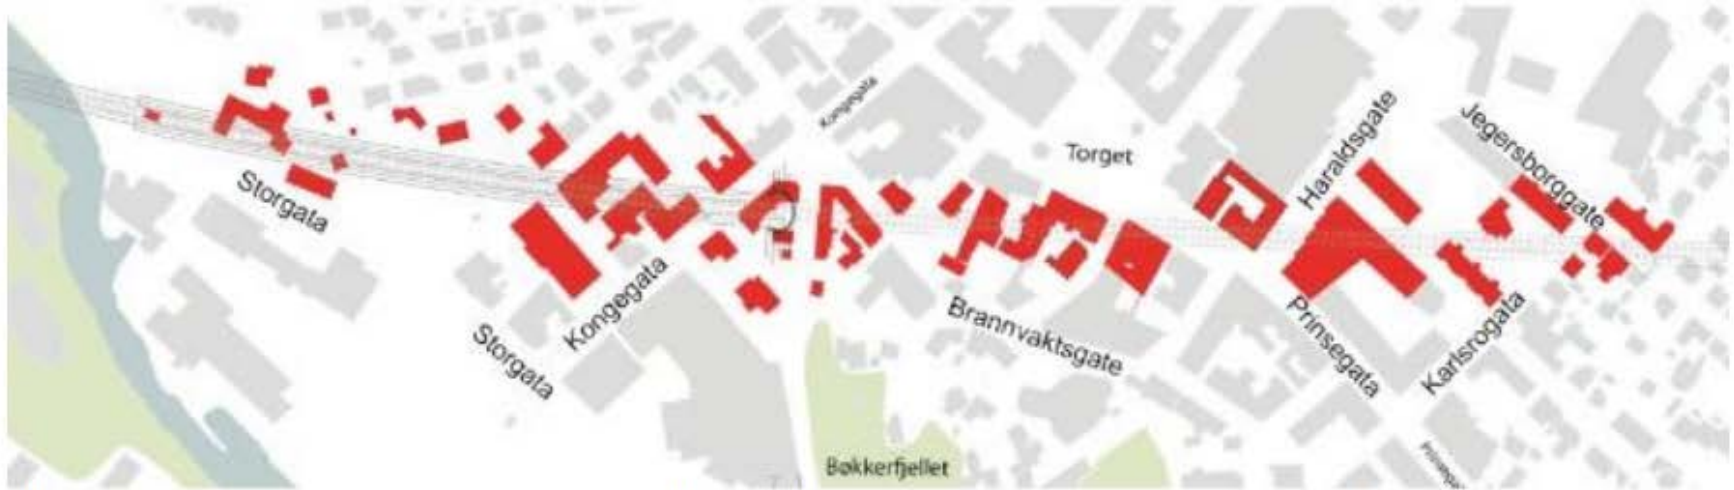 Storgata
Storgata
Kongegata
Kongegata
Torget
Brannvaktsgate
Bøkkerfjellet
Haraldsgate
Prinsegata
Karlsrogata
Jegersborggate